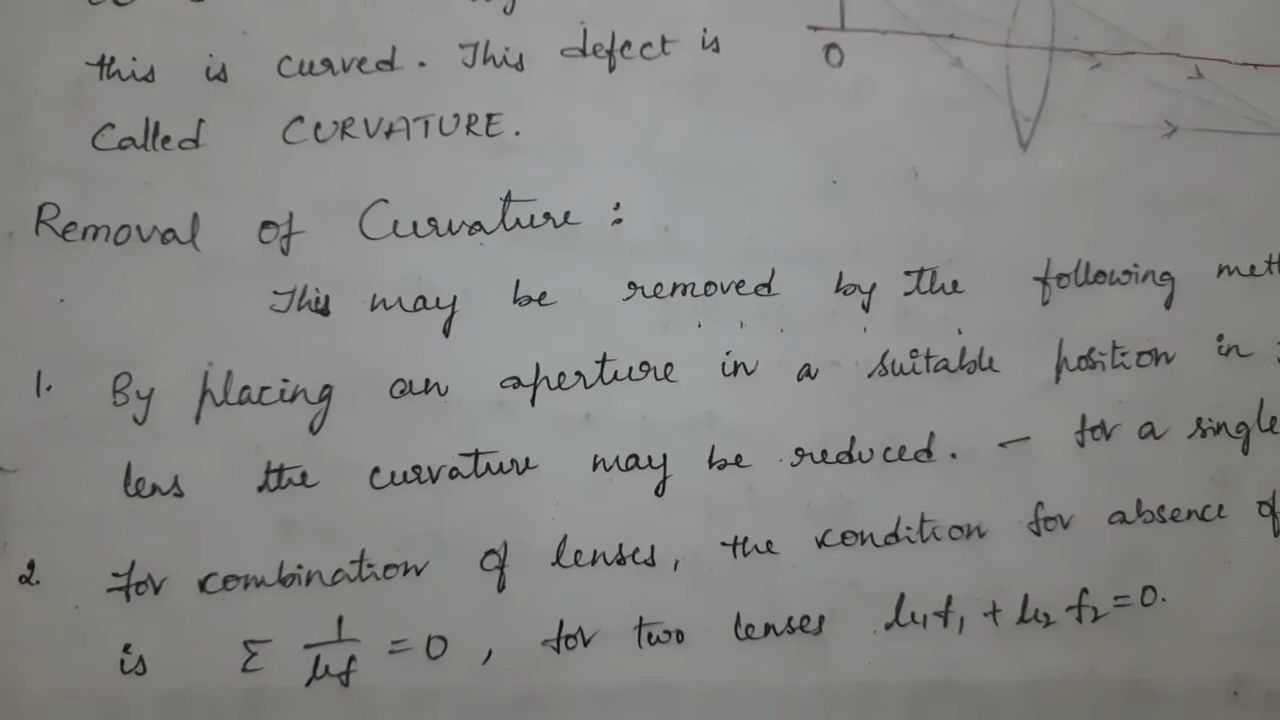 this is curved. This defect is
O
Called CURVATURE.
Removal of Curvature :
This may be removed by the following
1. By placing an aperture in a suitable position in
lens the curvature may be reduced. – for a single
2. for combination of lenses, the condition for absence of
is Σ 1/μf = 0, for two lenses μ₁f₁ + μ₂f₂ = 0.